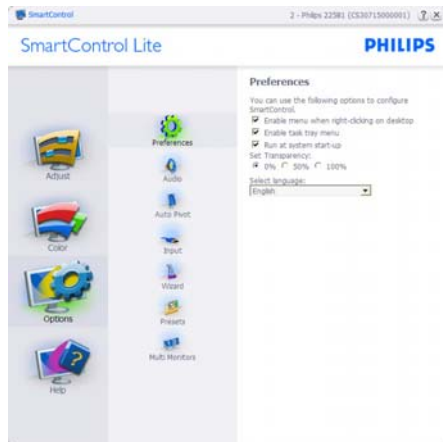 SmartControl
2 - Philips 225B1 (CS30715000001)
SmartControl Lite
PHILIPS
Adjust
Color
Options
Help
Preferences
Audio
Auto Pivot
Input
Wizard
Presets
Multi Monitors
Preferences
You can use the following options to configure
SmartControl.
Enable menu when right-clicking on desktop
Enable task tray menu
Run at system start-up
Set Transparency:
0% 50% 100%
Select language:
English